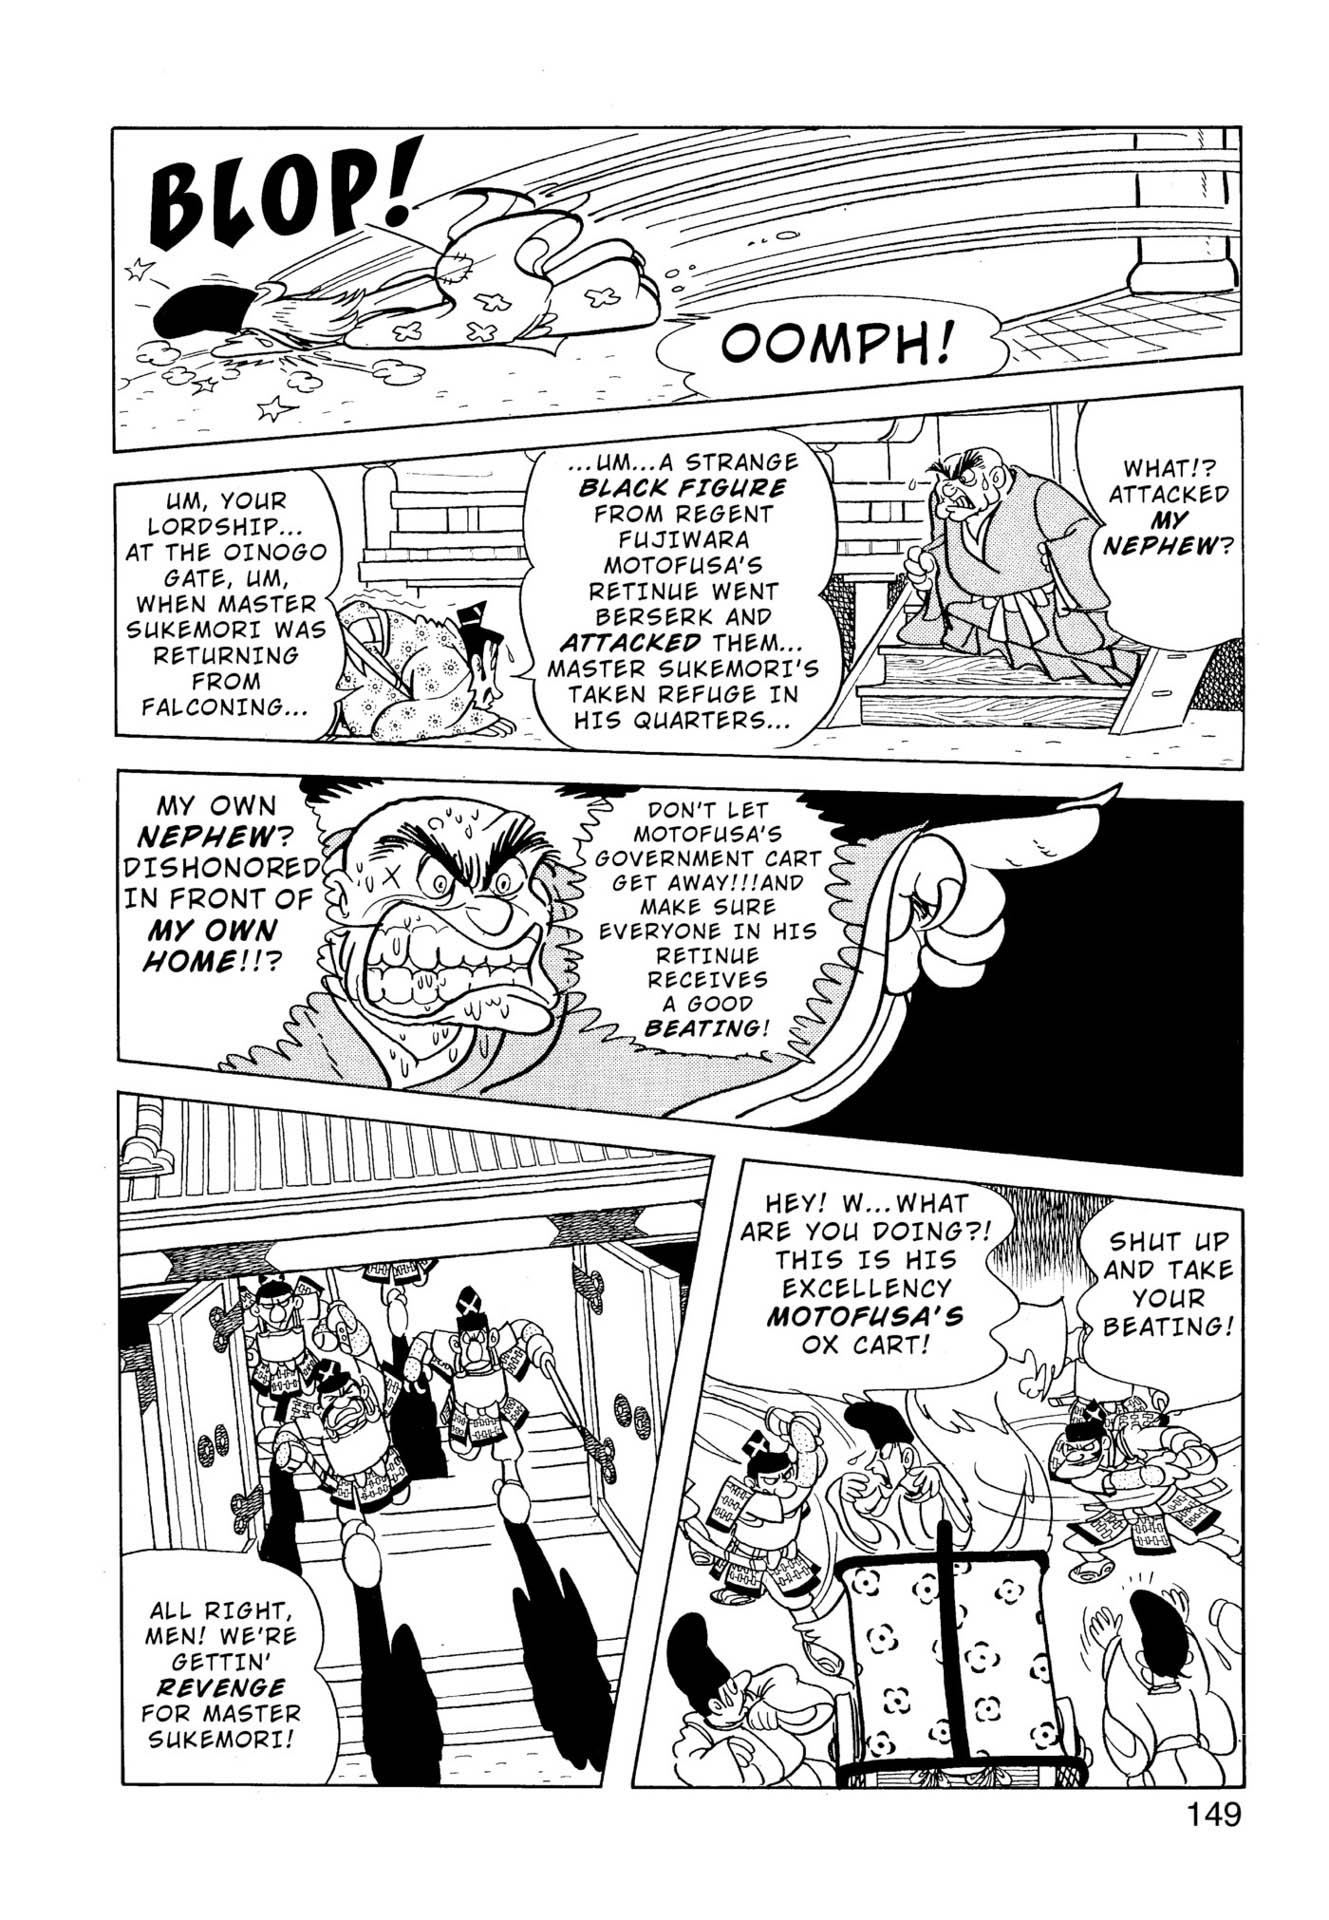 BLOP!
OOMPH!
UM, YOUR
LORDSHIP...
AT THE OINOGO
GATE, UM,
WHEN MASTER
SUKEMORI WAS
RETURNING
FROM
FALCONING...
...UM...A STRANGE
BLACK FIGURE
FROM REGENT
FUJIWARA
MOTOFUSA'S
RETINUE WENT
BERSERK AND
ATTACKED THEM...
MASTER SUKEMORI'S
TAKEN REFUGE IN
HIS QUARTERS...
WHAT!?
ATTACKED
MY
NEPHEW?
MY OWN
NEPHEW?
DISHONORED
IN FRONT OF
MY OWN
HOME!!?
DON'T LET
MOTOFUSA'S
GOVERNMENT CART
GET AWAY!!!AND
MAKE SURE
EVERYONE IN HIS
RETINUE
RECEIVES
A GOOD
BEATING!
ALL RIGHT,
MEN! WE'RE
GETTIN'
REVENGE
FOR MASTER
SUKEMORI!
HEY! W...WHAT
ARE YOU DOING?!
THIS IS HIS
EXCELLENCY
MOTOFUSA'S
OX CART!
SHUT UP
AND TAKE
YOUR
BEATING!
149